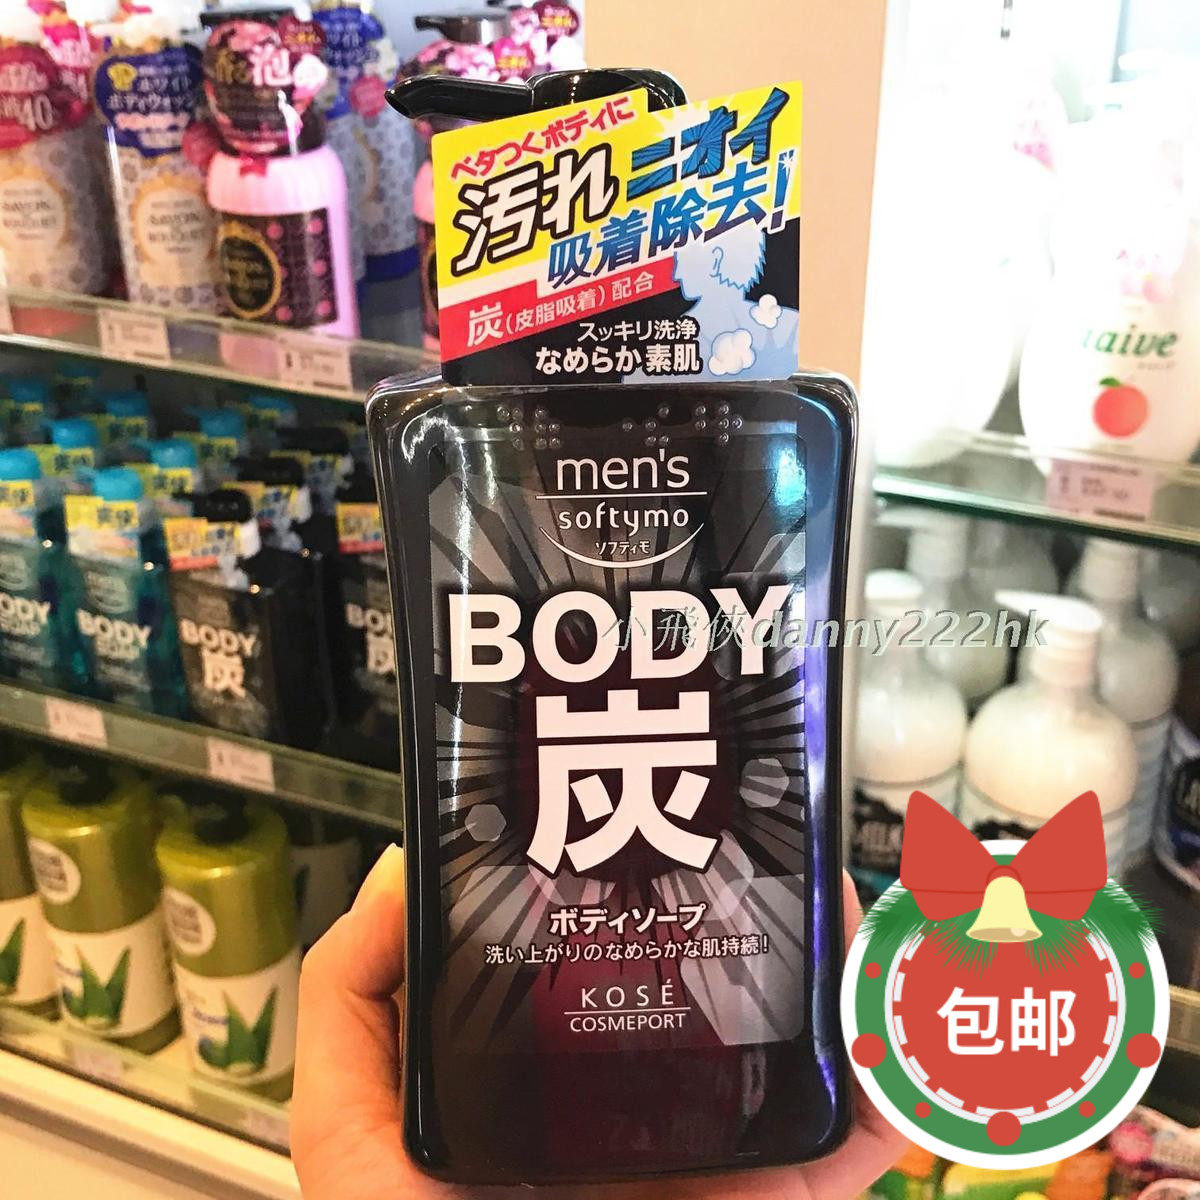 ベタつくボディに
汚れニオイ
吸着除去!
炭(皮脂吸着)配合
スッキリ洗浄
なめらか素肌
men's
softymo
ソフティモ
BODY
小飛俠danny222hk
炭
ボディソープ
洗い上がりのなめらかな肌持続!
KOSÉ
COSMEPORT
包邮
naive
men's
BODY
SOAP
BODY
炭